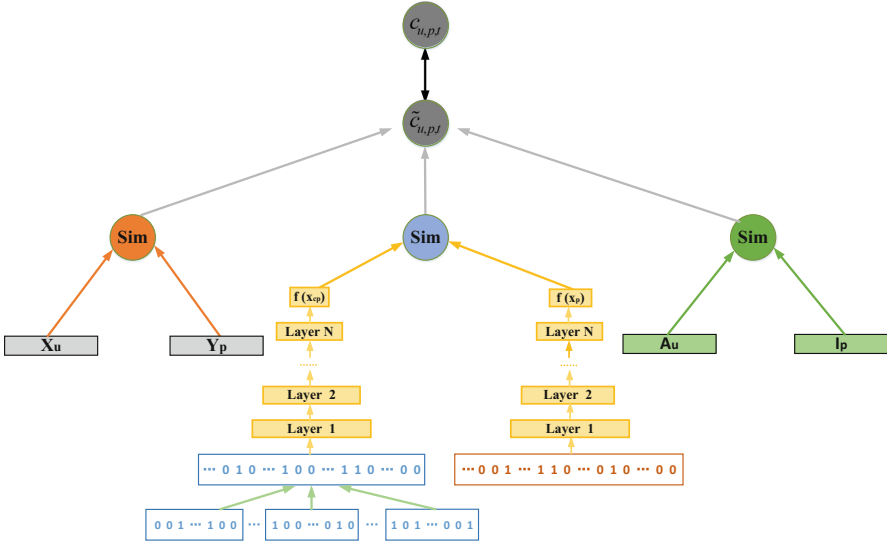 C_{u,p,t}
C̃_{u,p,t}
Sim Sim Sim
f (x_{cp}) f (x_{p})
Layer N Layer N
X_u Y_p A_u I_p
...... ......
Layer 2 Layer 2
Layer 1 Layer 1
··· 0 1 0 ··· 1 0 0 ··· 1 1 0 ··· 0 0
··· 0 0 1 ··· 1 1 0 ··· 0 1 0 ··· 0 0
0 0 1 ··· 1 0 0 ··· 1 0 0 ··· 0 1 0 ··· 1 0 1 ··· 0 0 1